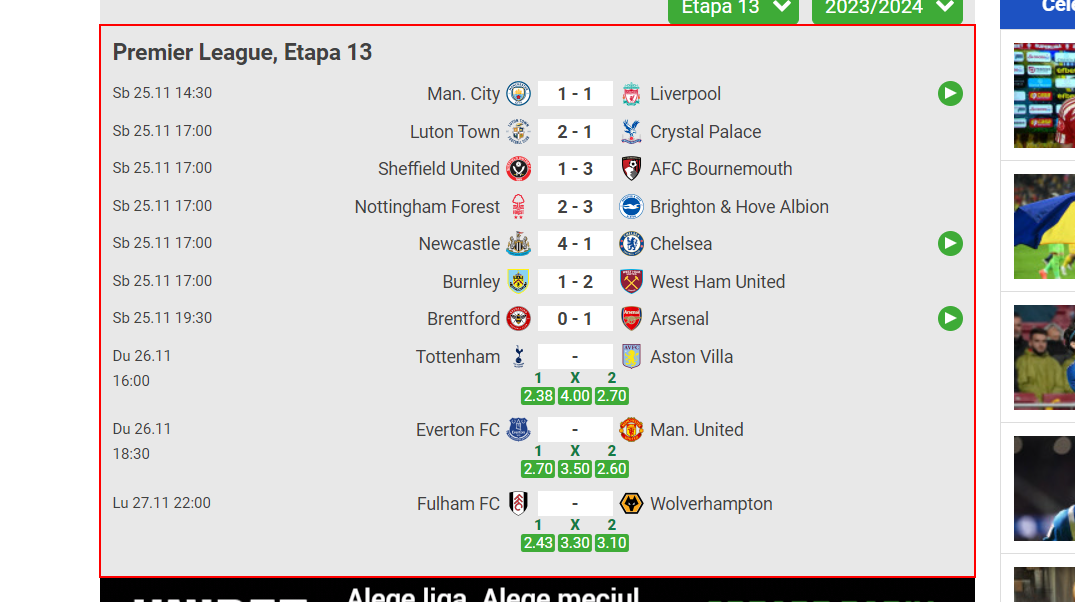 Etapa 13 2023/2024
Premier League, Etapa 13
Sb 25.11 14:30 Man. City 1 - 1 Liverpool
Sb 25.11 17:00 Luton Town 2 - 1 Crystal Palace
Sb 25.11 17:00 Sheffield United 1 - 3 AFC Bournemouth
Sb 25.11 17:00 Nottingham Forest 2 - 3 Brighton & Hove Albion
Sb 25.11 17:00 Newcastle 4 - 1 Chelsea
Sb 25.11 17:00 Burnley 1 - 2 West Ham United
Sb 25.11 19:30 Brentford 0 - 1 Arsenal
Du 26.11 Tottenham - Aston Villa
16:00 1 X 2
2.38 4.00 2.70
Du 26.11 Everton FC - Man. United
18:30 1 X 2
2.70 3.50 2.60
Lu 27.11 22:00 Fulham FC - Wolverhampton
1 X 2
2.43 3.30 3.10
Alege liga. Alege meciul